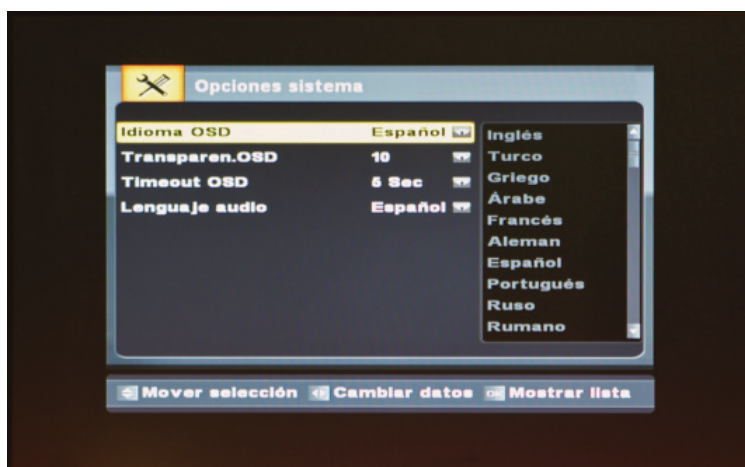 Opciones sistema
Idioma OSD Español
Transparen.OSD 10
Timeout OSD 5 Sec
Lenguaje audio Español
Inglés
Turco
Griego
Árabe
Francés
Aleman
Español
Portugués
Ruso
Rumano
Mover selección Cambiar datos OK Mostrar lista